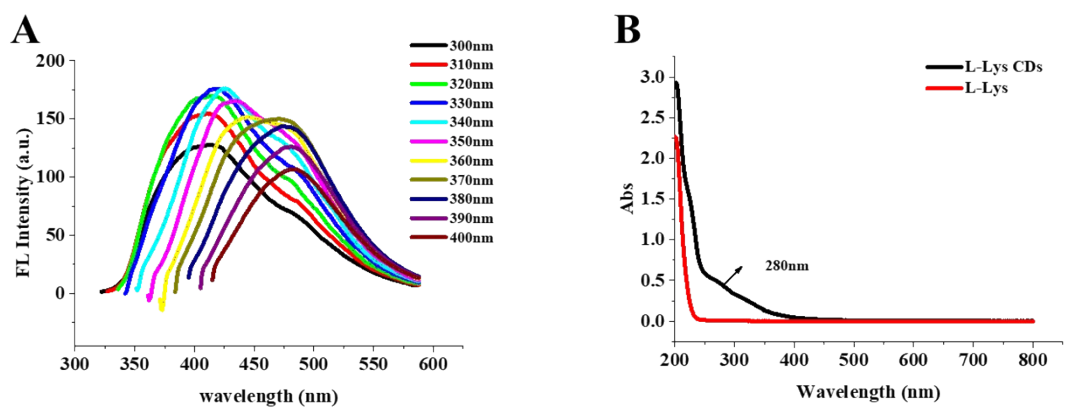 A
FL Intensity (a.u.)
200
150
100
50
0
300
350
400
450
500
550
600
wavelength (nm)
300nm
310nm
320nm
330nm
340nm
350nm
360nm
370nm
380nm
390nm
400nm
B
Abs
3.0
2.5
2.0
1.5
1.0
0.5
0.0
200
300
400
500
600
700
800
Wavelength (nm)
L-Lys CDs
L-Lys
280nm